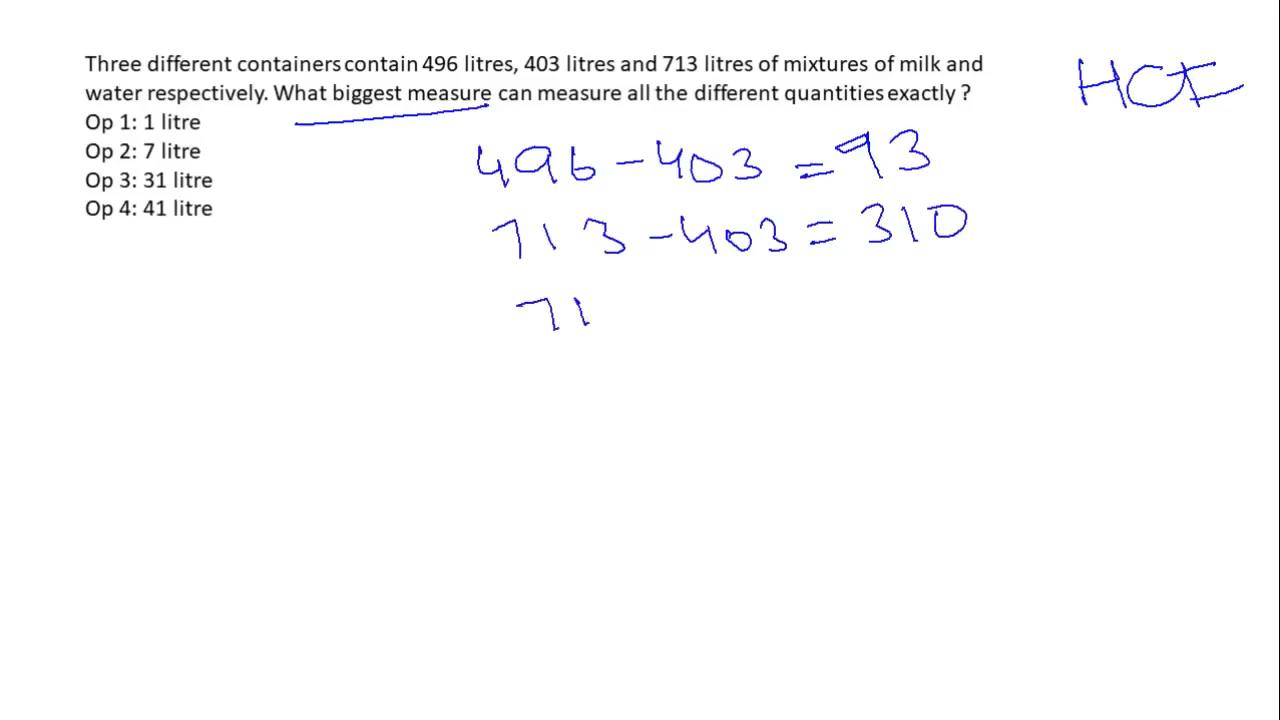 Three different containers contain 496 litres, 403 litres and 713 litres of mixtures of milk and
water respectively. What biggest measure can measure all the different quantities exactly ?
Op 1: 1 litre
Op 2: 7 litre
Op 3: 31 litre
Op 4: 41 litre
HCF
496 - 403 = 93
713 - 403 = 310
71